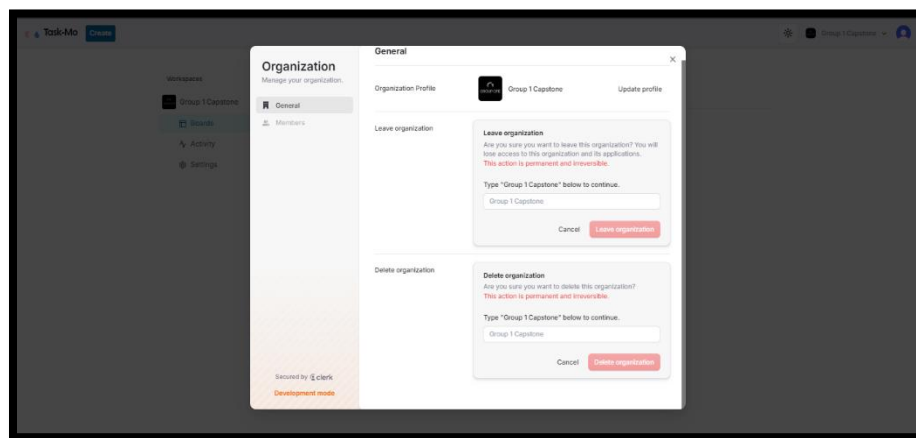 Task-Mo
Create
Group 1 Capstone
Workspaces
Group 1 Capstone
Boards
Activity
Settings
Organization
Manage your organization.
General
Members
Secured by clerk
Development mode
General
Organization Profile
Group 1 Capstone
Update profile
Leave organization
Leave organization
Are you sure you want to leave this organization? You will
lose access to this organization and its applications.
This action is permanent and irreversible.
Type "Group 1 Capstone" below to continue.
Group 1 Capstone
Cancel
Leave organization
Delete organization
Delete organization
Are you sure you want to delete this organization?
This action is permanent and irreversible.
Type "Group 1 Capstone" below to continue.
Group 1 Capstone
Cancel
Delete organization